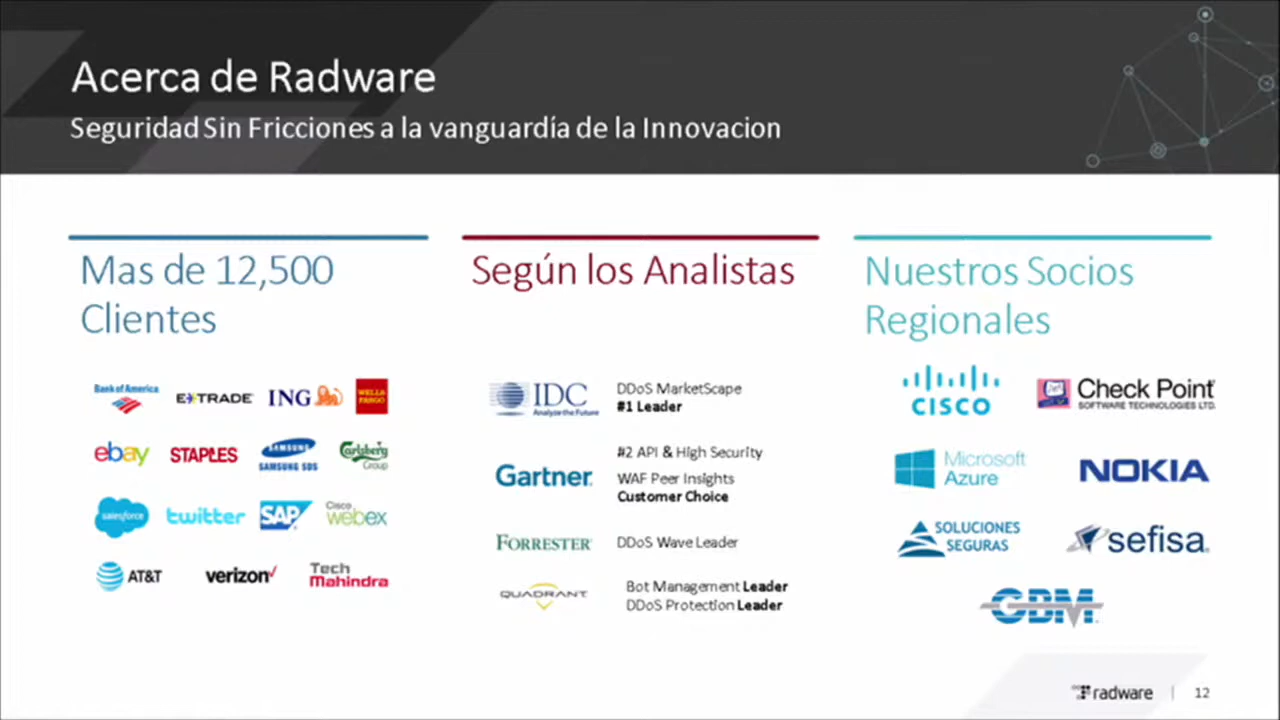 Acerca de Radware
Seguridad Sin Fricciones a la vanguardía de la Innovacion
Mas de 12,500
Clientes
Bank of America
E*TRADE
ING
WELLS
FARGO
ebay
STAPLES
SAMSUNG
SAMSUNG SDS
Carlsberg
Group
salesforce
twitter
SAP
Cisco
webex
AT&T
verizon
Tech
Mahindra
Según los Analistas
IDC
Analyze the Future
DDoS MarketScape
#1 Leader
Gartner
#2 API & High Security
WAF Peer Insights
Customer Choice
FORRESTER
DDoS Wave Leader
QUADRANT
Bot Management Leader
DDoS Protection Leader
Nuestros Socios
Regionales
CISCO
Check Point
SOFTWARE TECHNOLOGIES LTD.
Microsoft
Azure
NOKIA
SOLUCIONES
SEGURAS
sefisa
GBM
radware | 12